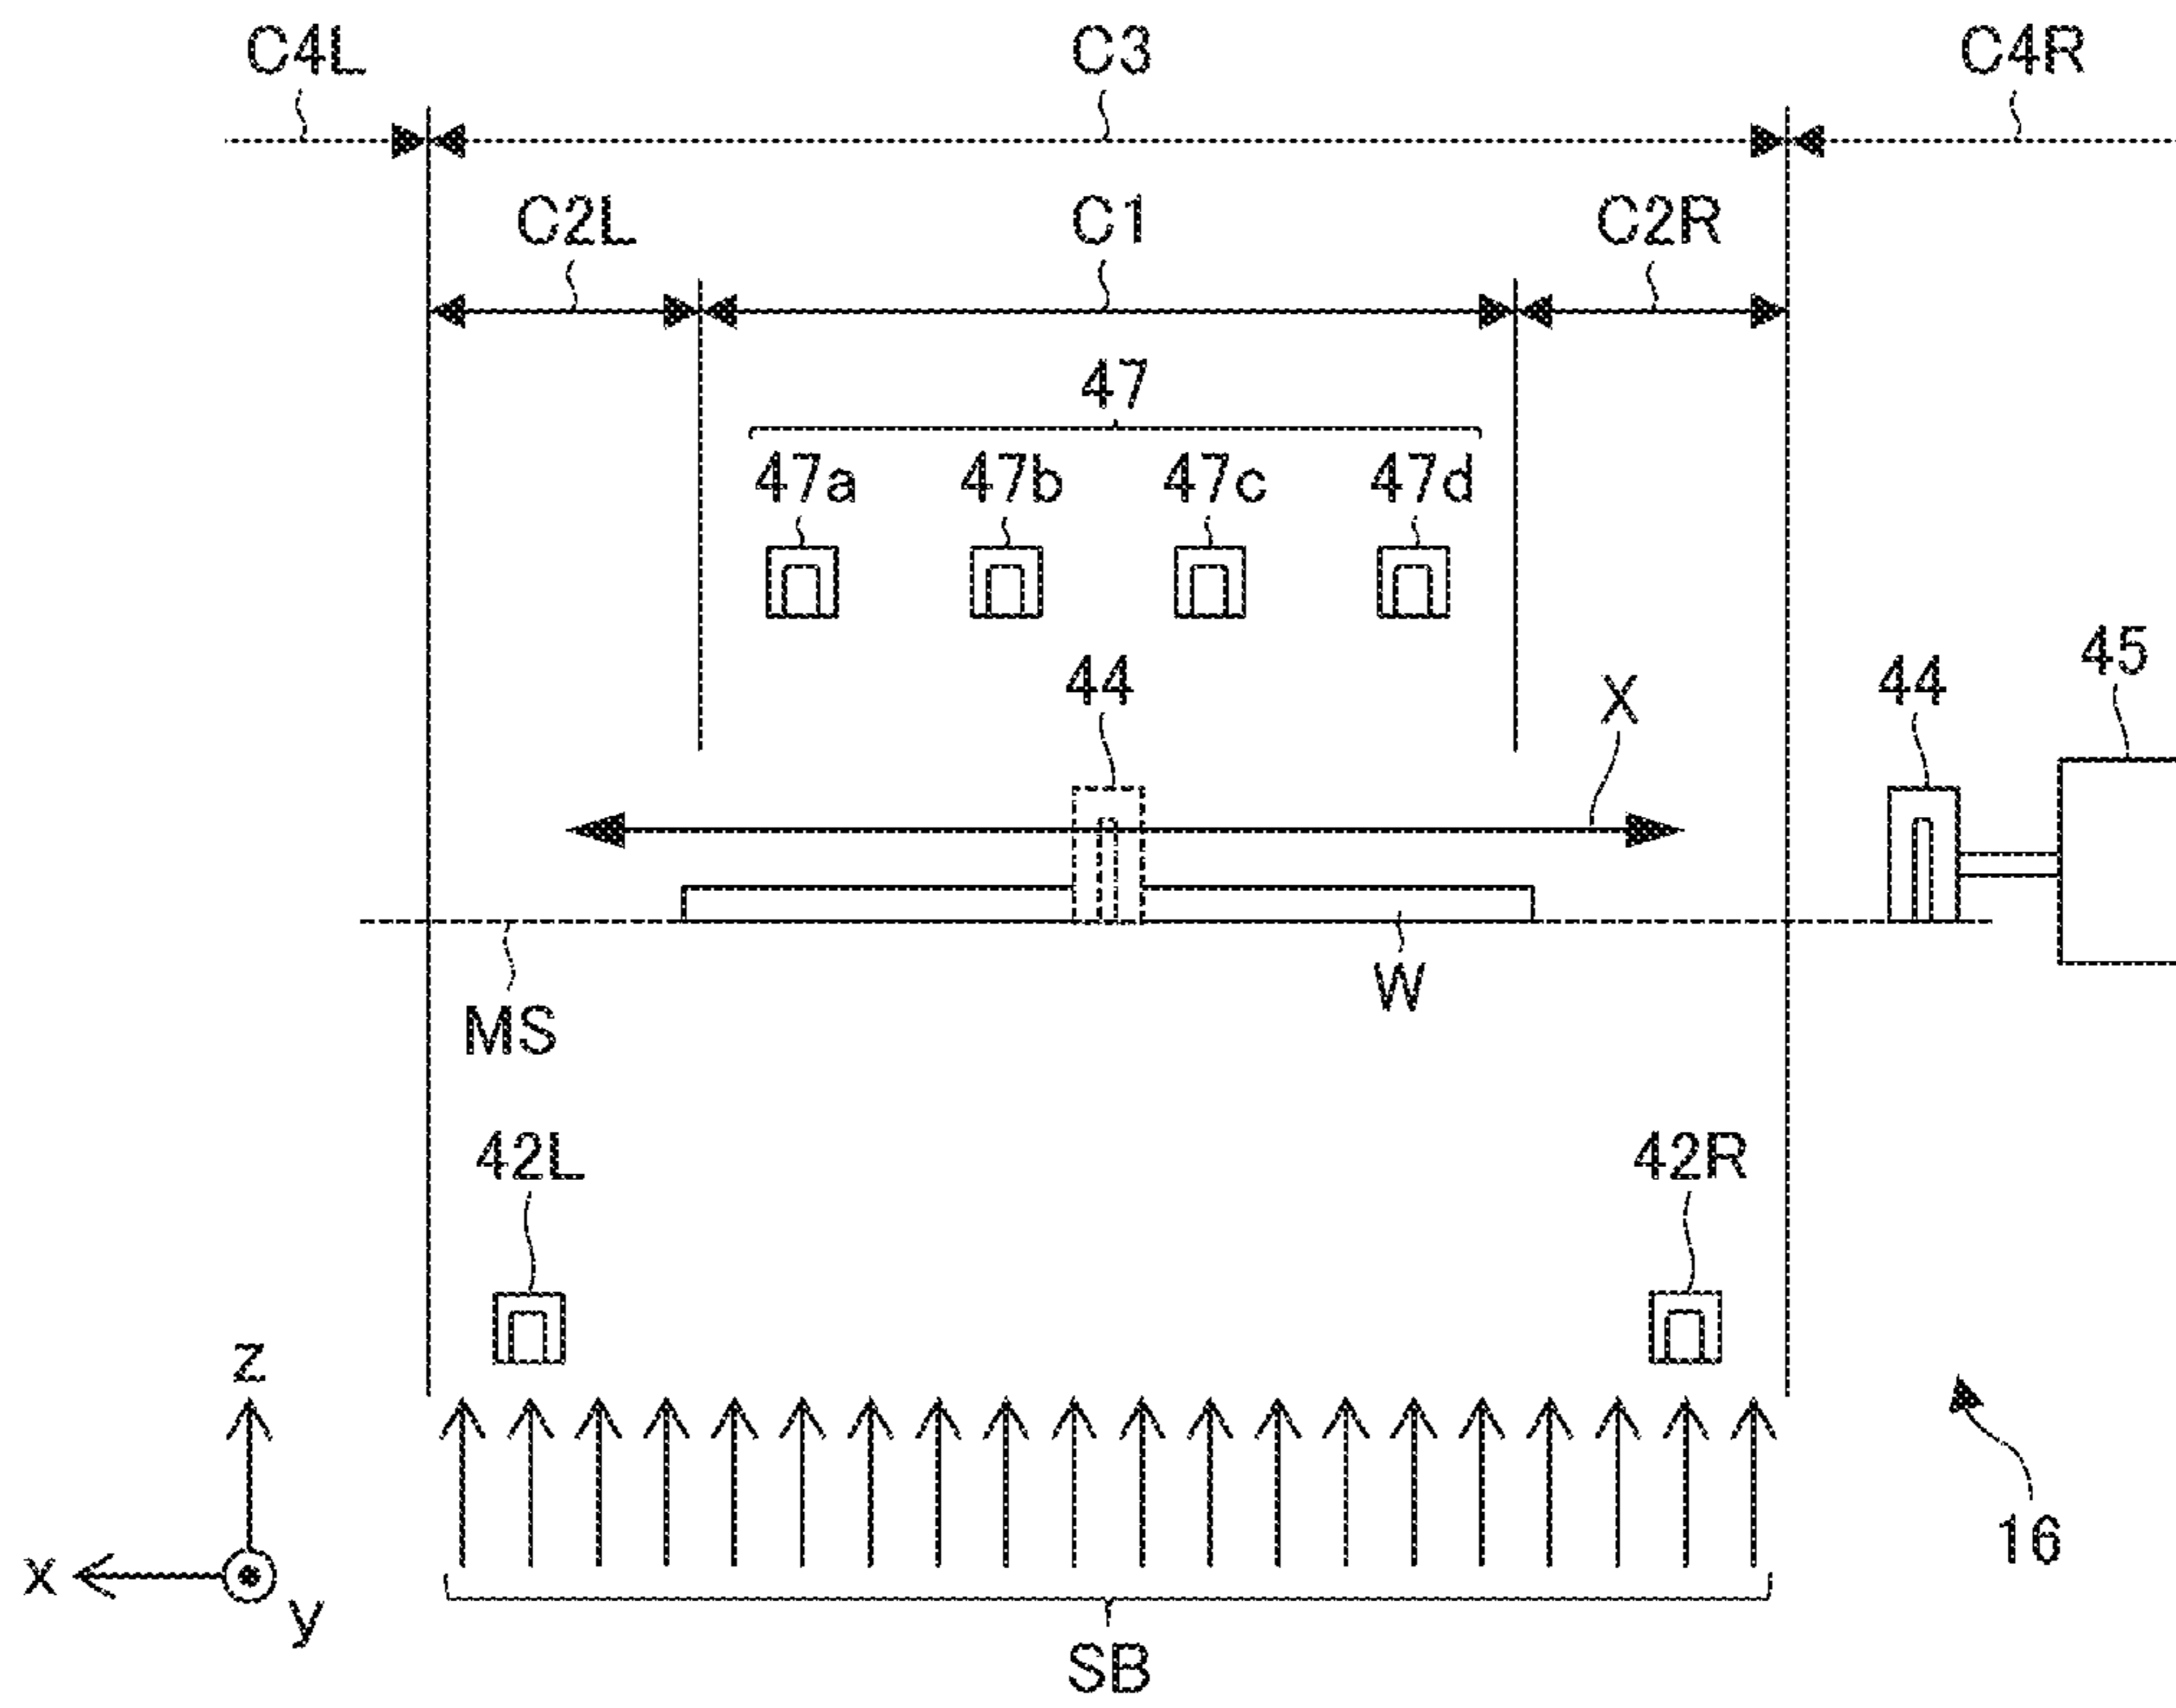 C4L C3 C4R
C2L C1 C2R
47
47a 47b 47c 47d
44 X 44 45
MS W
42L 42R
z
x y
16
SB